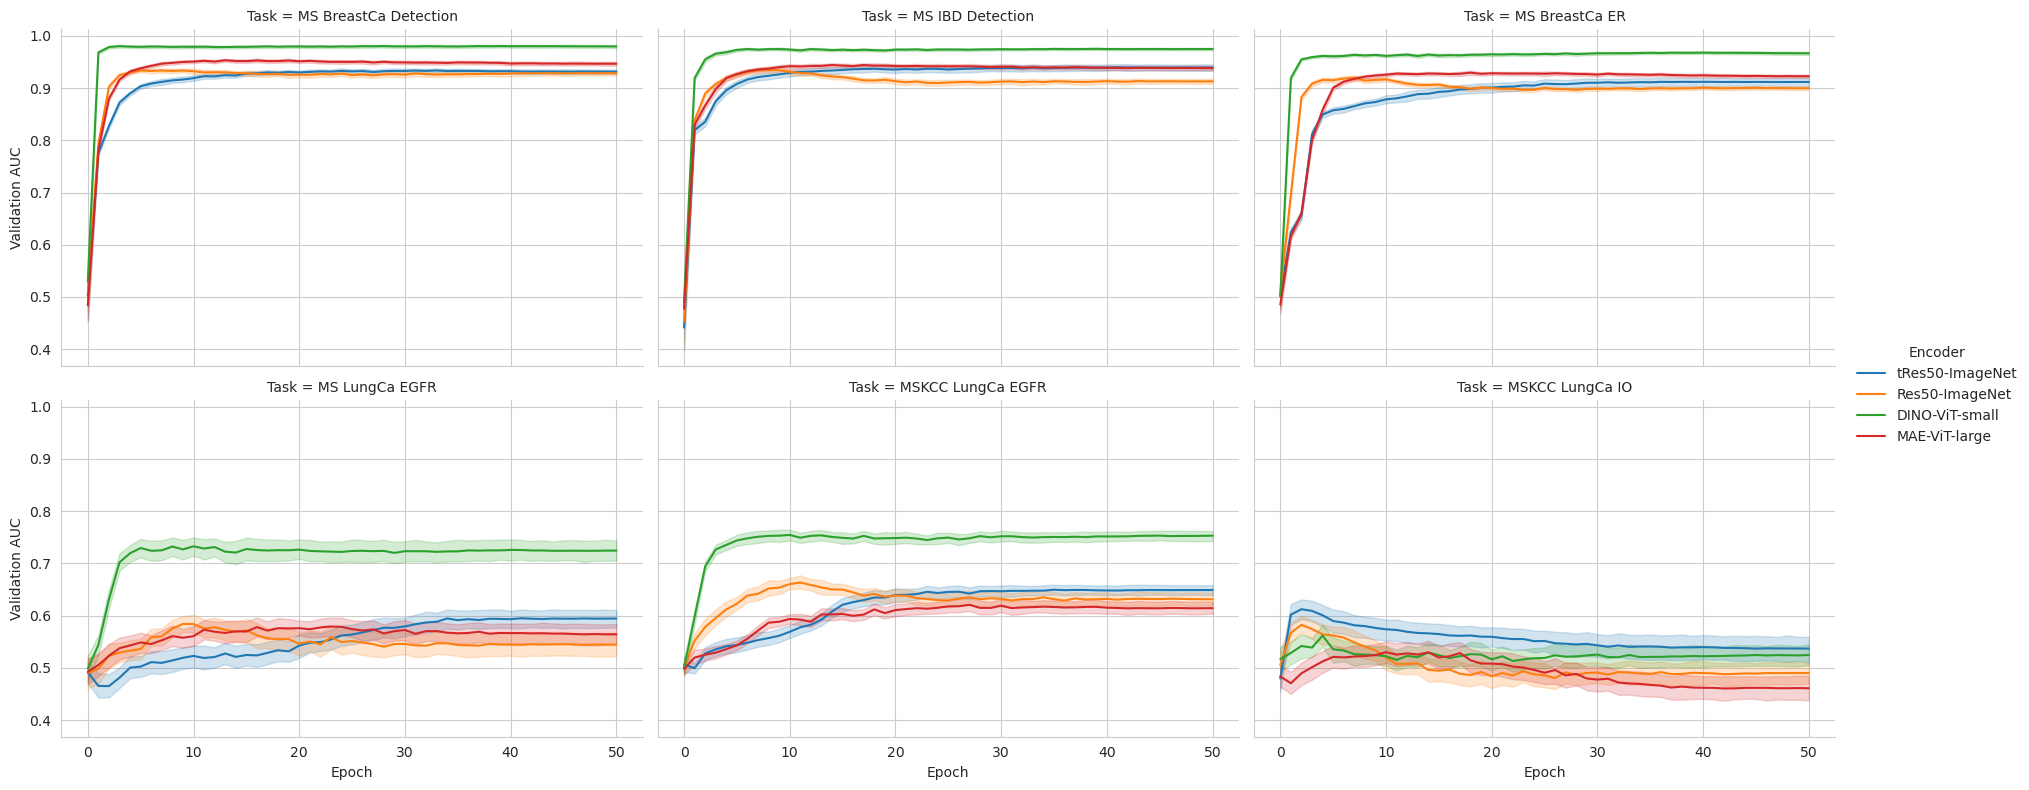 Task = MS BreastCa Detection
Task = MS IBD Detection
Task = MS BreastCa ER
1.0
0.9
0.8
0.7
0.6
0.5
0.4
Validation AUC
Task = MS LungCa EGFR
Task = MSKCC LungCa EGFR
Task = MSKCC LungCa IO
1.0
0.9
0.8
0.7
0.6
0.5
0.4
Validation AUC
0 10 20 30 40 50
0 10 20 30 40 50
0 10 20 30 40 50
Epoch
Epoch
Epoch
Encoder
tRes50-ImageNet
Res50-ImageNet
DINO-ViT-small
MAE-ViT-large